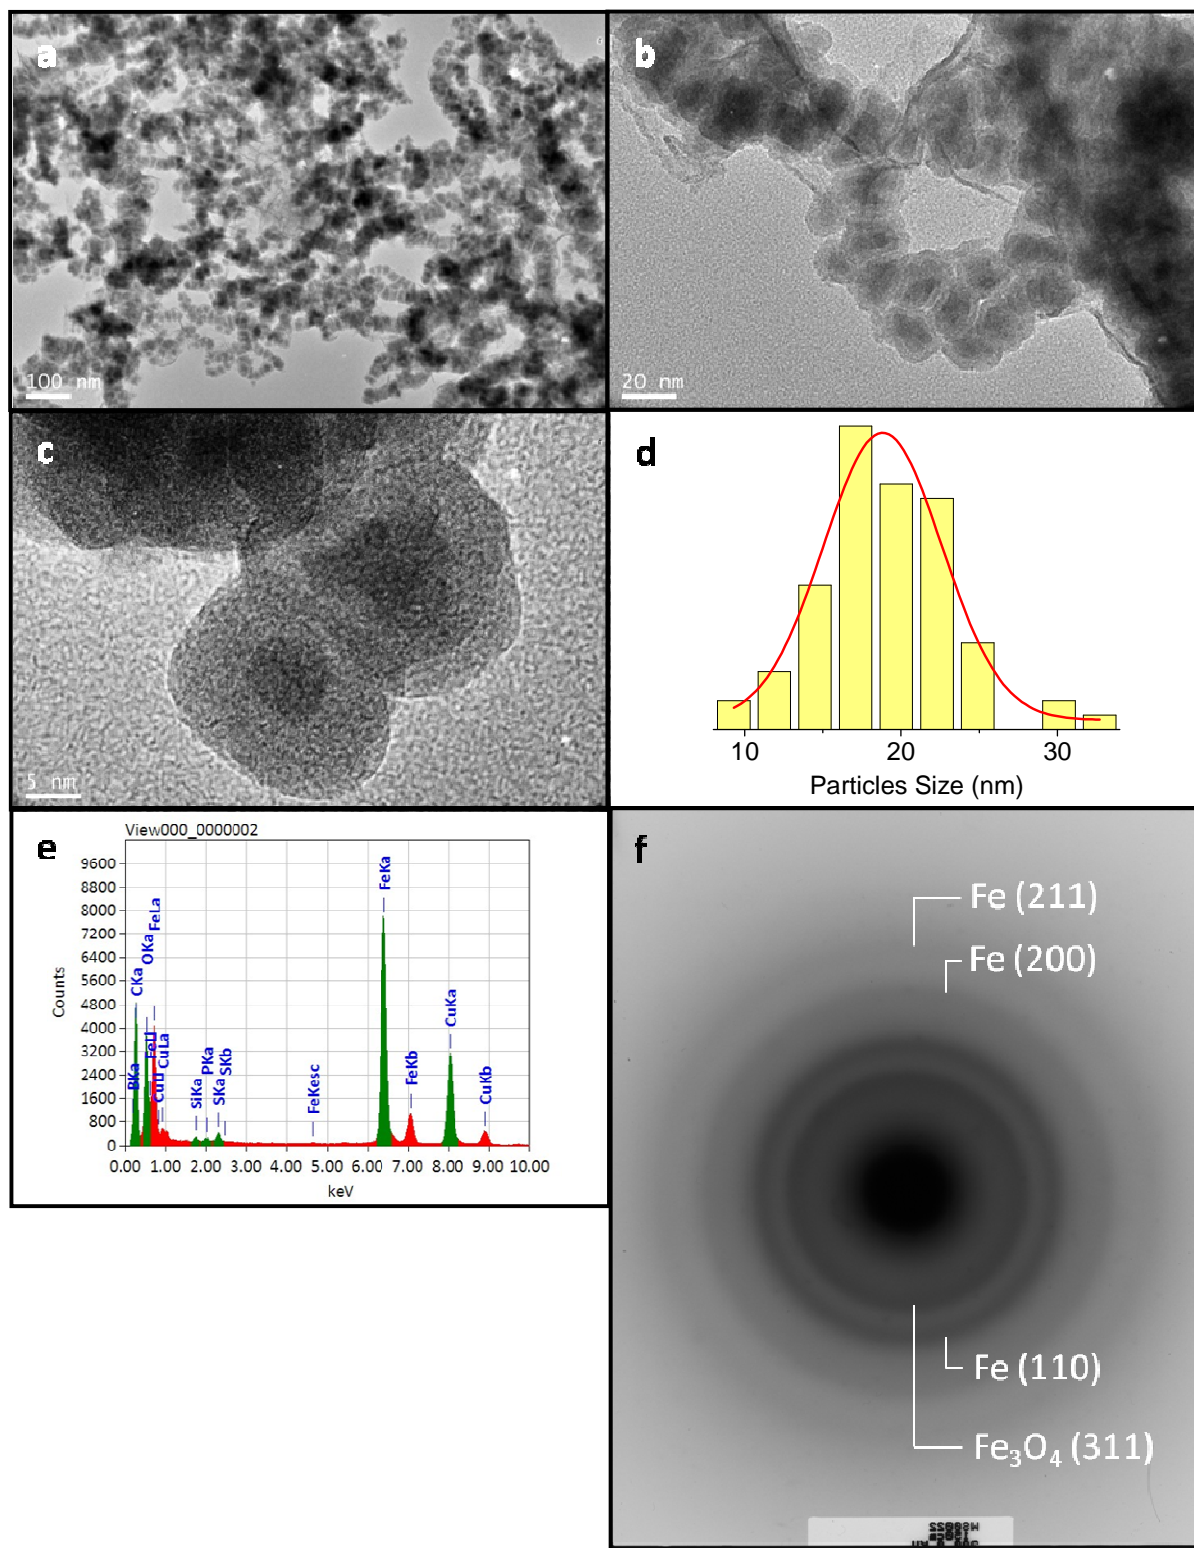 a
100 nm
b
20 nm
c
5 nm
d
10 20 30
Particles Size (nm)
e
View000_0000002
Counts
9600
8800
8000
7200
6400
5600
4800
4000
3200
2400
1600
800
0
CKa
OKa
FeLa
BKa
FeLl
CuLl
CuLa
SiKa
PKa
SKa
SKb
FeKesc
FeKa
FeKb
CuKa
CuKb
0.00 1.00 2.00 3.00 4.00 5.00 6.00 7.00 8.00 9.00 10.00
keV
f
Fe (211)
Fe (200)
Fe (110)
Fe₃O₄ (311)